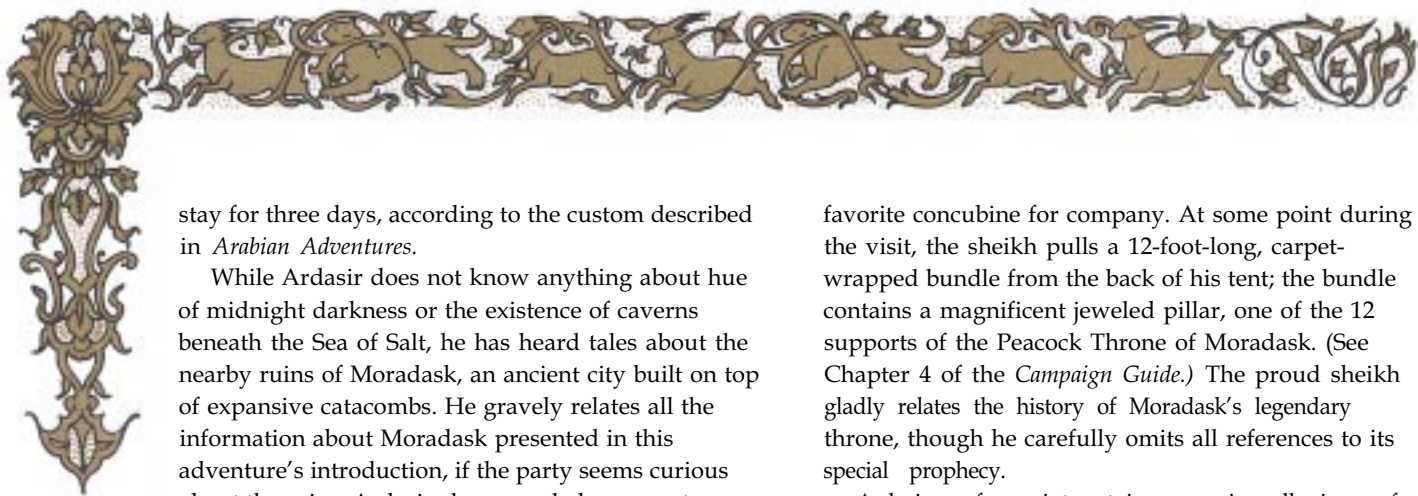 stay for three days, according to the custom described
in Arabian Adventures.
While Ardasir does not know anything about hue
of midnight darkness or the existence of caverns
beneath the Sea of Salt, he has heard tales about the
nearby ruins of Moradask, an ancient city built on top
of expansive catacombs. He gravely relates all the
information about Moradask presented in this
adventure's introduction, if the party seems curious
favorite concubine for company. At some point during
the visit, the sheikh pulls a 12-foot-long, carpet-
wrapped bundle from the back of his tent; the bundle
contains a magnificent jeweled pillar, one of the 12
supports of the Peacock Throne of Moradask. (See
Chapter 4 of the Campaign Guide.) The proud sheikh
gladly relates the history of Moradask's legendary
throne, though he carefully omits all references to its
special prophecy.